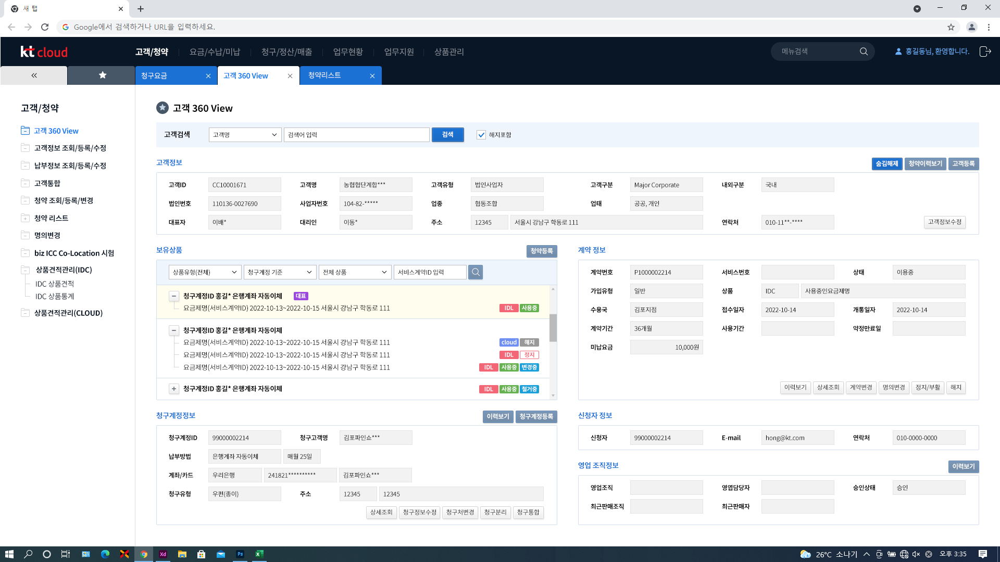 새 탭
Google에서 검색하거나 URL을 입력하세요.
kt cloud
고객/청약 요금/수납/미납 청구/정산/매출 업무현황 업무지원 상품관리
메뉴검색
홍길동님, 환영합니다.
청구요금 고객 360 View 청약리스트
고객/청약
고객 360 View
고객정보 조회/등록/수정
납부정보 조회/등록/수정
고객통합
청약 조회/등록/변경
청약 리스트
명의변경
biz ICC Co-Location 시험
상품견적관리(IDC)
IDC 상품견적
IDC 상품통계
상품견적관리(CLOUD)
고객 360 View
고객검색 고객명 검색어 입력 검색 해지포함
고객정보 숨김해제 청약이력보기 고객등록
고객ID CC10001671 고객명 농협협단계합*** 고객유형 법인사업자 고객구분 Major Corporate 내외구분 국내
법인번호 110136-0027690 사업자번호 104-82-***** 업종 협동조합 업태 공공, 개인
대표자 이배* 대리인 이동* 주소 12345 서울시 강남구 학동로 111 연락처 010-11**-**** 고객정보수정
보유상품 청약등록
상품유형(전체) 청구계정 기준 전체 상품 서비스계약ID 입력
청구계정ID 홍길* 은행계좌 자동이체 대표
요금제명(서비스계약ID) 2022-10-13~2022-10-15 서울시 강남구 학동로 111 IDL 사용중
청구계정ID 홍길* 은행계좌 자동이체
요금제명(서비스계약ID) 2022-10-13~2022-10-15 서울시 강남구 학동로 111 cloud 해지
요금제명(서비스계약ID) 2022-10-13~2022-10-15 서울시 강남구 학동로 111 IDL 정지
요금제명(서비스계약ID) 2022-10-13~2022-10-15 서울시 강남구 학동로 111 IDL 사용중 변경중
청구계정ID 홍길* 은행계좌 자동이체 IDL 사용중 철거중
계약 정보
계약번호 P1000002214 서비스번호 상태 이용중
가입유형 일반 상품 IDC 사용중인요금제명
수용국 김포지점 접수일자 2022-10-14 개통일자 2022-10-14
계약기간 36개월 사용기간 약정만료일
미납요금 10,000원
이력보기 상세조회 계약변경 명의변경 정지/부활 해지
청구계정정보 이력보기 청구계정등록
청구계정ID 99000002214 청구고객명 김포파인쇼***
납부방법 은행계좌 자동이체 매월 25일
계좌/카드 우리은행 241821********** 김포파인쇼***
청구유형 우편(종이) 주소 12345 12345
상세조회 청구정보수정 청구처변경 청구분리 청구통합
신청자 정보
신청자 99000002214 E-mail hong@kt.com 연락처 010-0000-0000
영업 조직정보 이력보기
영업조직 영엽담당자 승인상태 승인
최근판매조직 최근판매자
Xd Ps 26°C 소나기 오후 3:35